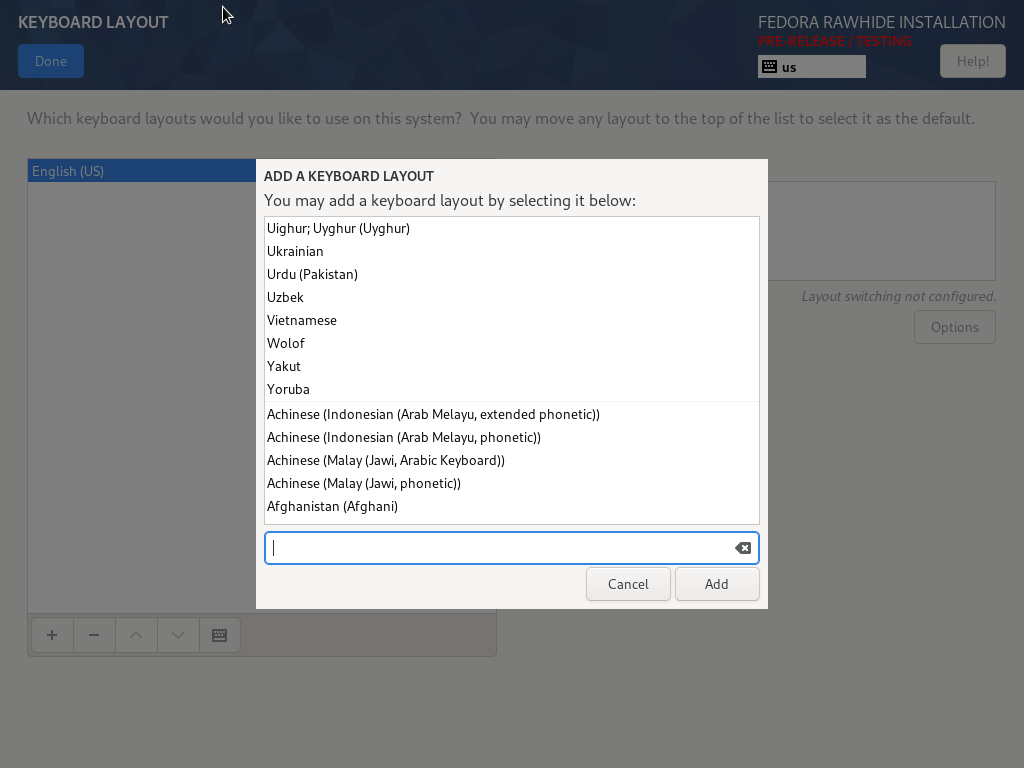 KEYBOARD LAYOUT
FEDORA RAWHIDE INSTALLATION
PRE-RELEASE / TESTING
Done
us
Help!
Which keyboard layouts would you like to use on this system?  You may move any layout to the top of the list to select it as the default.
English (US)
ADD A KEYBOARD LAYOUT
You may add a keyboard layout by selecting it below:
Uighur; Uyghur (Uyghur)
Ukrainian
Urdu (Pakistan)
Uzbek
Vietnamese
Wolof
Yakut
Yoruba
Achinese (Indonesian (Arab Melayu, extended phonetic))
Achinese (Indonesian (Arab Melayu, phonetic))
Achinese (Malay (Jawi, Arabic Keyboard))
Achinese (Malay (Jawi, phonetic))
Afghanistan (Afghani)
Layout switching not configured.
Options
Cancel
Add